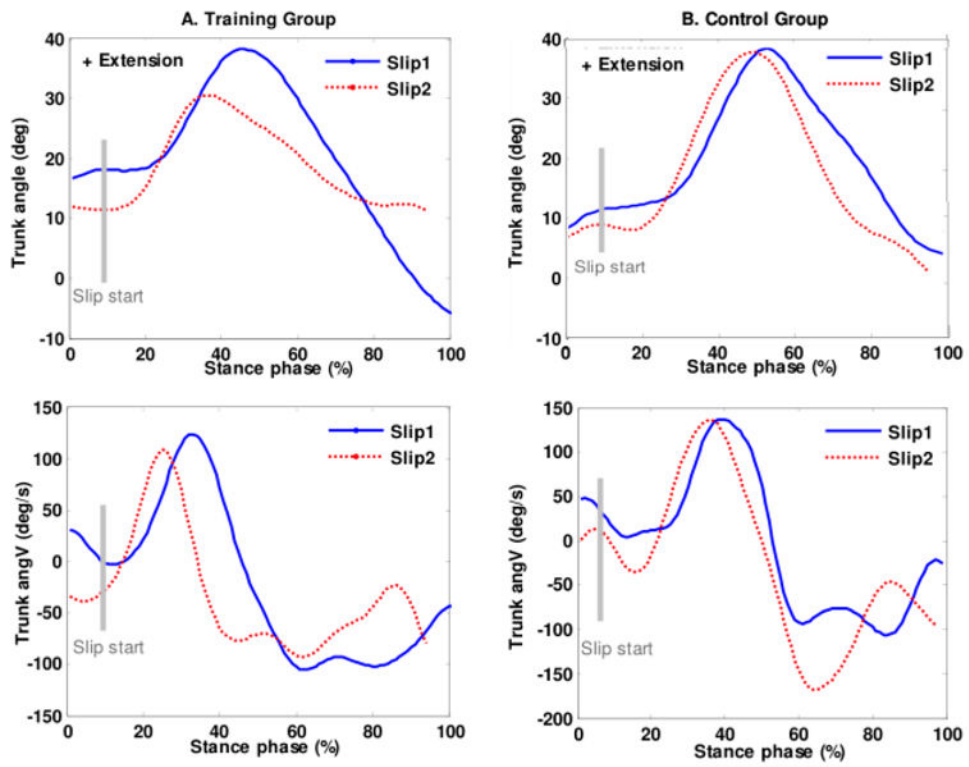 A. Training Group
40
30
20
10
0
-10
Trunk angle (deg)
+ Extension
Slip1
Slip2
Slip start
0 20 40 60 80 100
Stance phase (%)
B. Control Group
40
30
20
10
0
-10
Trunk angle (deg)
+ Extension
Slip1
Slip2
Slip start
0 20 40 60 80 100
Stance phase (%)
150
100
50
0
-50
-100
-150
Trunk angV (deg/s)
Slip1
Slip2
Slip start
0 20 40 60 80 100
Stance phase (%)
150
100
50
0
-50
-100
-150
-200
Trunk angV (deg/s)
Slip1
Slip2
Slip start
0 20 40 60 80 100
Stance phase (%)